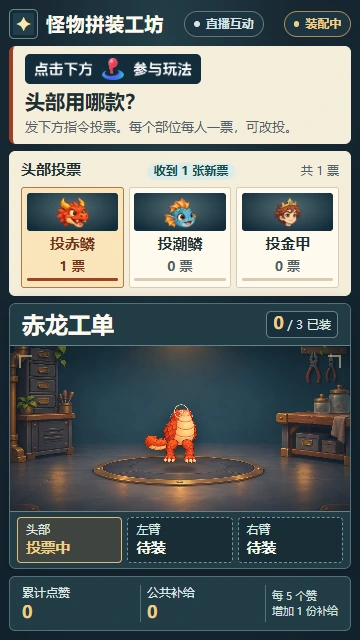 怪物拼装工坊
直播互动
装配中
点击下方 参与玩法
头部用哪款?
发下方指令投票。每个部位每人一票,可改投。
头部投票
收到 1 张新票
共 1 票
投赤鳞
投潮鳞
投金甲
1 票
0 票
0 票
赤龙工单
0 / 3 已装
头部
左臂
右臂
投票中
待装
待装
累计点赞
公共补给
每 5 个赞
0
0
增加 1 份补给